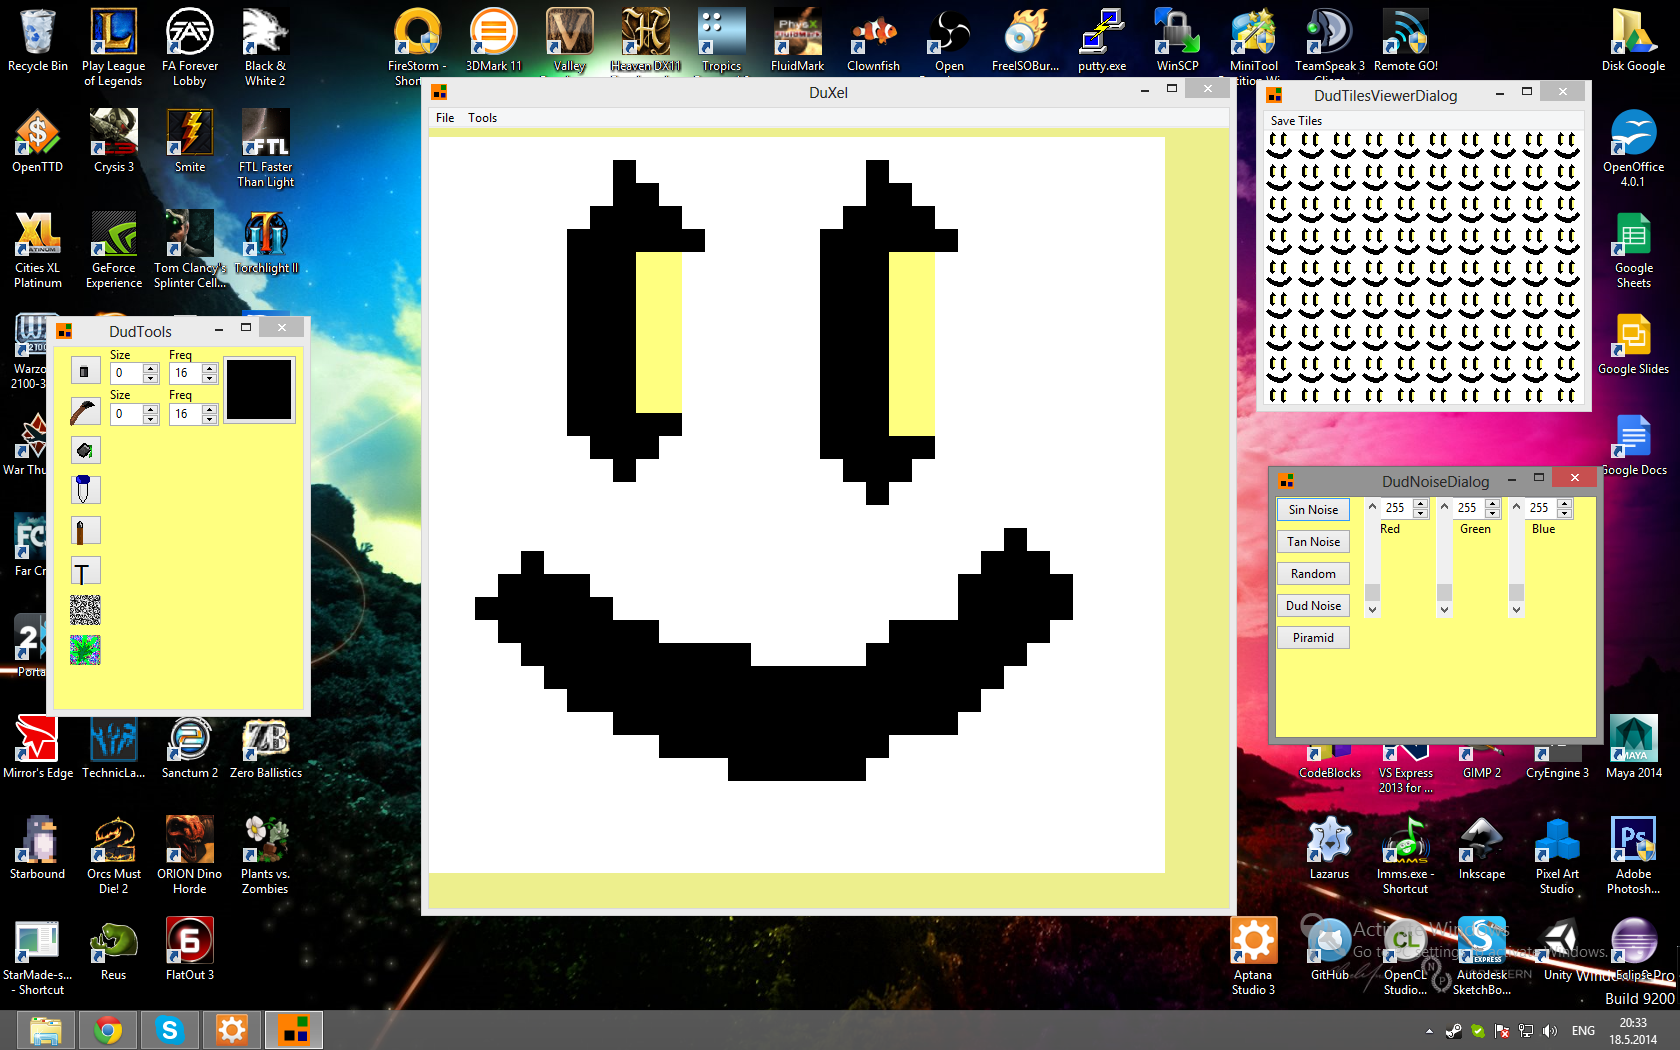 Recycle Bin
Play League
of Legends
FA Forever
Lobby
Black &
White 2
FireStorm -
Shor
3DMark 11
Valley
Heaven DX11
Tropics
FluidMark
Clownfish
Open
FreeISOBur...
putty.exe
WinSCP
MiniTool
TeamSpeak 3
Remote GO!
Disk Google
OpenTTD
Crysis 3
Smite
FTL Faster
Than Light
OpenOffice
4.0.1
Cities XL
Platinum
GeForce
Experience
Tom Clancy's
Splinter Cell...
Torchlight II
Google
Sheets
Google Slides
Google Docs
Warzo
2100-3
War Thu
Far Cr
Porta
DuXel
File Tools
DudTilesViewerDialog
Save Tiles
DudTools
Size Freq
0 16
Size Freq
0 16
DudNoiseDialog
Sin Noise
Tan Noise
Random
Dud Noise
Piramid
255 255 255
Red Green Blue
Mirror's Edge
TechnicLa...
Sanctum 2
Zero Ballistics
CodeBlocks
VS Express
2013 for ...
GIMP 2
CryEngine 3
Maya 2014
Starbound
Orcs Must
Die! 2
ORION Dino
Horde
Plants vs.
Zombies
Lazarus
lmms.exe -
Shortcut
Inkscape
Pixel Art
Studio
Adobe
Photosh...
StarMade-s...
- Shortcut
Reus
FlatOut 3
Aptana
Studio 3
GitHub
OpenCL
Studio...
Autodesk
SketchBo...
Unity
Eclipse
Activate Windows
Go to PC settings to activate Windows.
Build 9200
ENG
20:33
18.5.2014